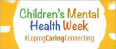 Children's Mental
Health Week
#CopingCaringConnecting